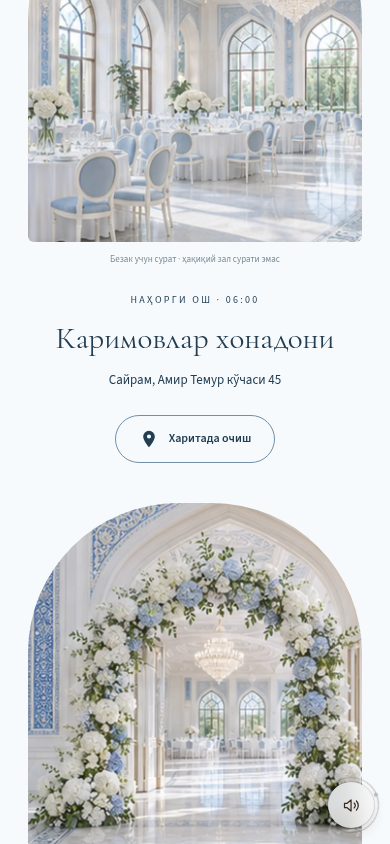 Безак учун сурат · ҳақиқий зал сурати эмас
НАҲОРГИ ОШ · 06:00
Каримовлар хонадони
Сайрам, Амир Темур кўчаси 45
Харитада очиш